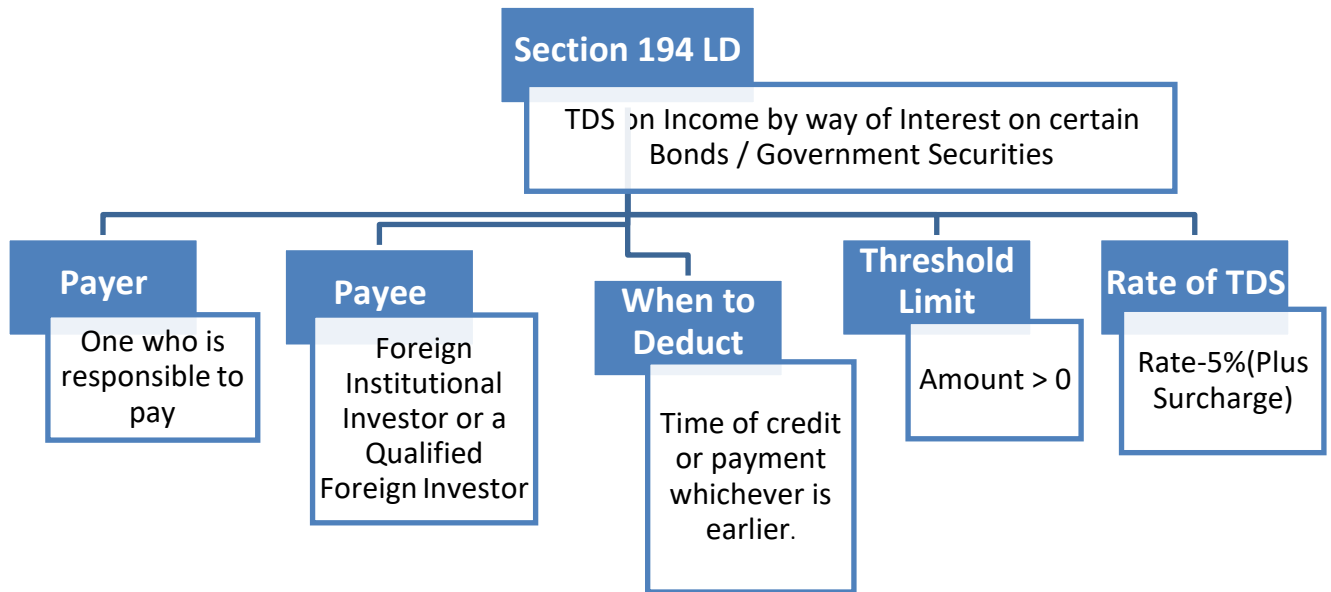 Section 194 LD
TDS on Income by way of Interest on certain
Bonds / Government Securities
Payer
One who is
responsible to
pay
Payee
Foreign
Institutional
Investor or a
Qualified
Foreign Investor
When to
Deduct
Time of credit
or payment
whichever is
earlier.
Threshold
Limit
Amount > 0
Rate of TDS
Rate-5%(Plus
Surcharge)